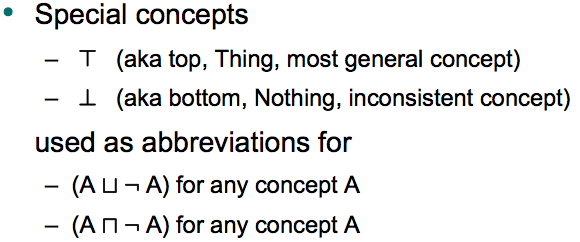 • Special concepts
– ⊤ (aka top, Thing, most general concept)
– ⊥ (aka bottom, Nothing, inconsistent concept)
used as abbreviations for
– (A ⊔ ¬ A) for any concept A
– (A ⊓ ¬ A) for any concept A